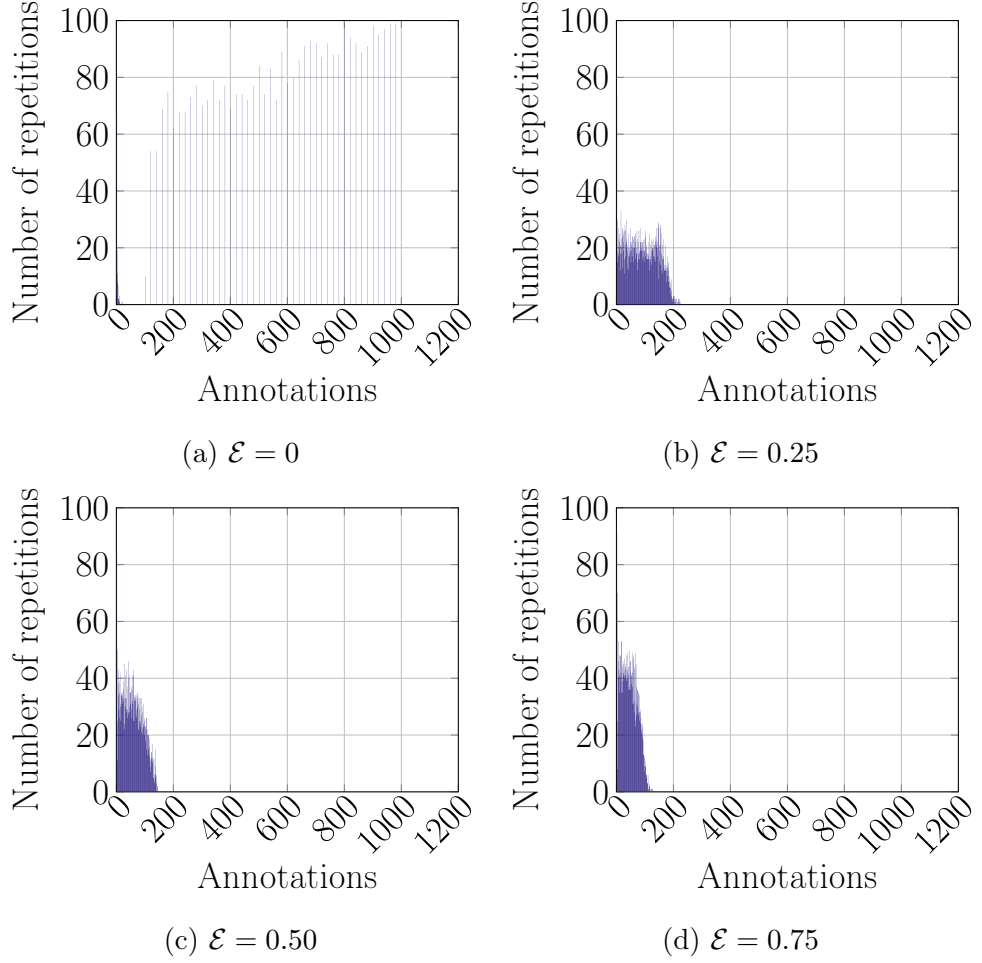 Number of repetitions
100
80
60
40
20
0
0 200 400 600 800 1000 1200
Annotations
(a) ℰ = 0
Number of repetitions
100
80
60
40
20
0
0 200 400 600 800 1000 1200
Annotations
(b) ℰ = 0.25
Number of repetitions
100
80
60
40
20
0
0 200 400 600 800 1000 1200
Annotations
(c) ℰ = 0.50
Number of repetitions
100
80
60
40
20
0
0 200 400 600 800 1000 1200
Annotations
(d) ℰ = 0.75